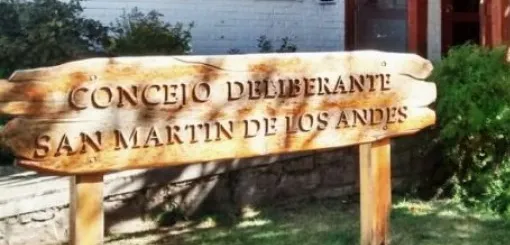 CONCEJO DELIBERANTE
SAN MARTIN DE LOS ANDES